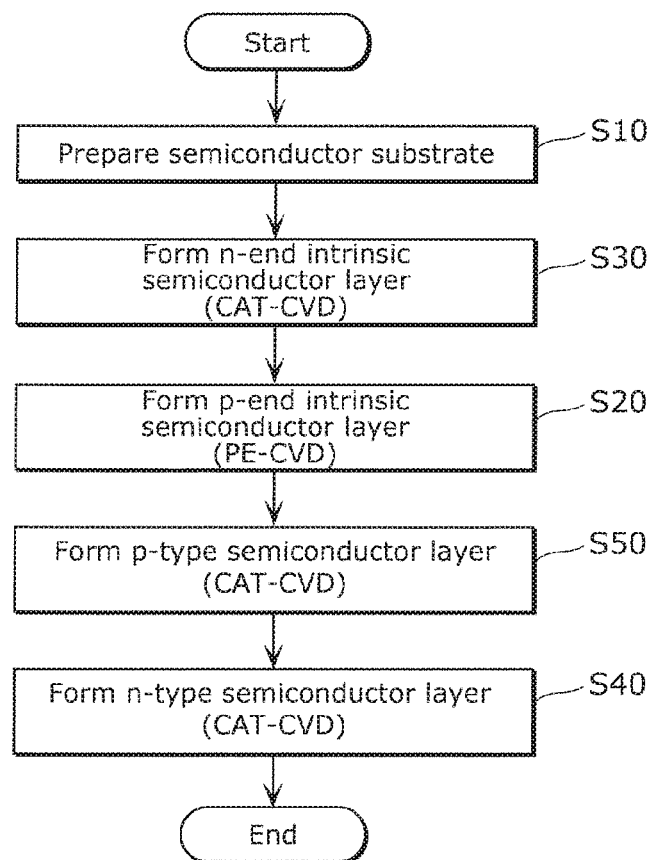 Start
Prepare semiconductor substrate
S10
Form n-end intrinsic
semiconductor layer
(CAT-CVD)
S30
Form p-end intrinsic
semiconductor layer
(PE-CVD)
S20
Form p-type semiconductor layer
(CAT-CVD)
S50
Form n-type semiconductor layer
(CAT-CVD)
S40
End